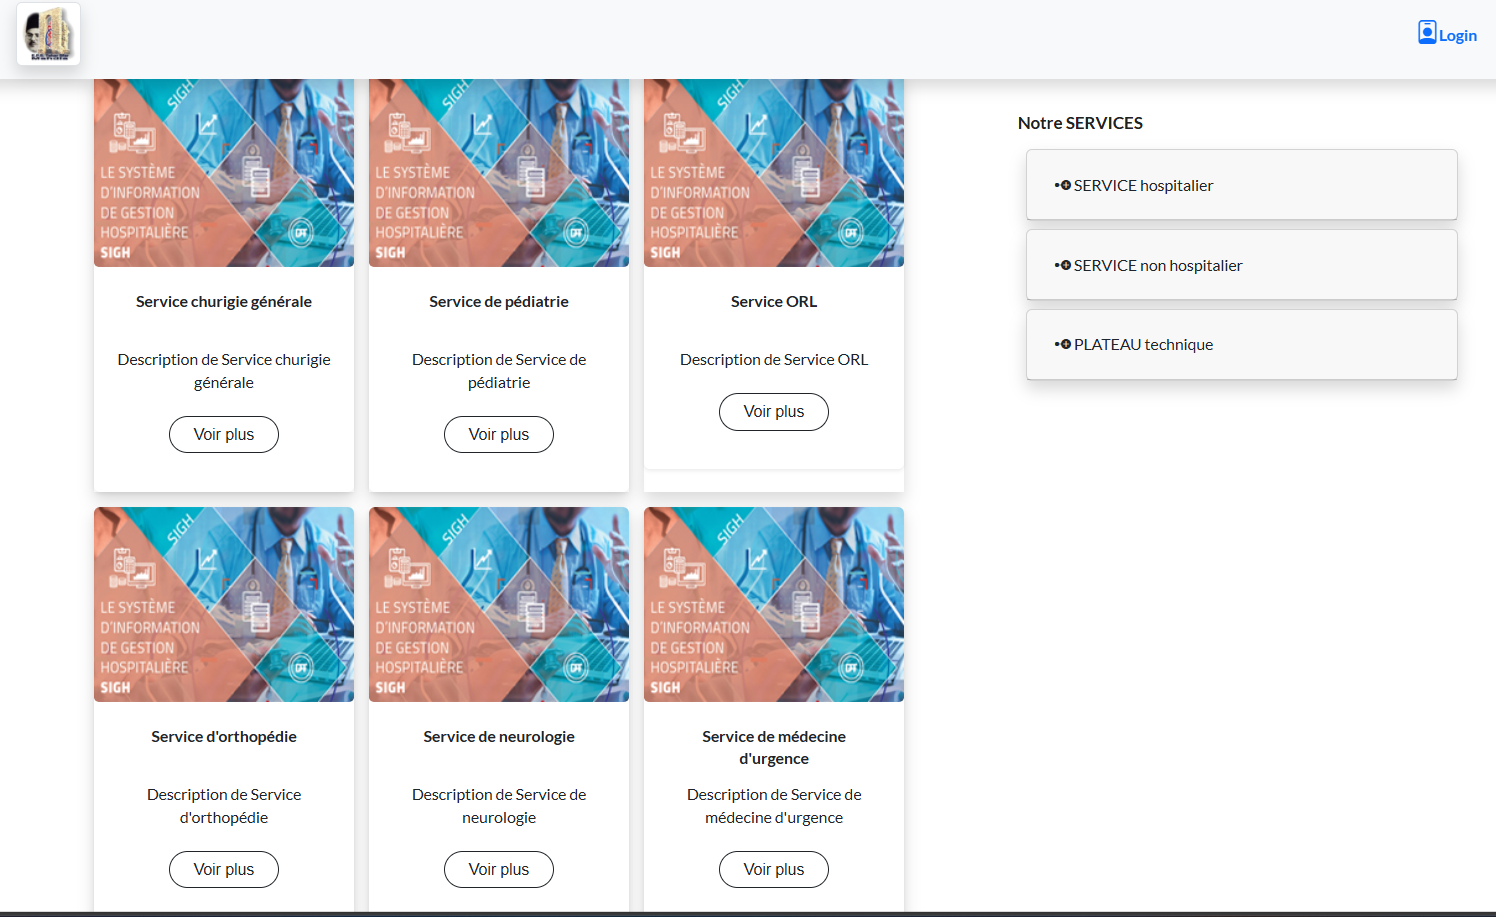 Login
SIGH
LE SYSTÈME
D'INFORMATION
DE GESTION
HOSPITALIÈRE
SIGH
SIGH
LE SYSTÈME
D'INFORMATION
DE GESTION
HOSPITALIÈRE
SIGH
SIGH
LE SYSTÈME
D'INFORMATION
DE GESTION
HOSPITALIÈRE
SIGH
Service churigie générale
Description de Service churigie
générale
Voir plus
Service de pédiatrie
Description de Service de
pédiatrie
Voir plus
Service ORL
Description de Service ORL
Voir plus
SIGH
LE SYSTÈME
D'INFORMATION
DE GESTION
HOSPITALIÈRE
SIGH
SIGH
LE SYSTÈME
D'INFORMATION
DE GESTION
HOSPITALIÈRE
SIGH
SIGH
LE SYSTÈME
D'INFORMATION
DE GESTION
HOSPITALIÈRE
SIGH
Service d'orthopédie
Description de Service
d'orthopédie
Voir plus
Service de neurologie
Description de Service de
neurologie
Voir plus
Service de médecine
d'urgence
Description de Service de
médecine d'urgence
Voir plus
Notre SERVICES
SERVICE hospitalier
SERVICE non hospitalier
PLATEAU technique